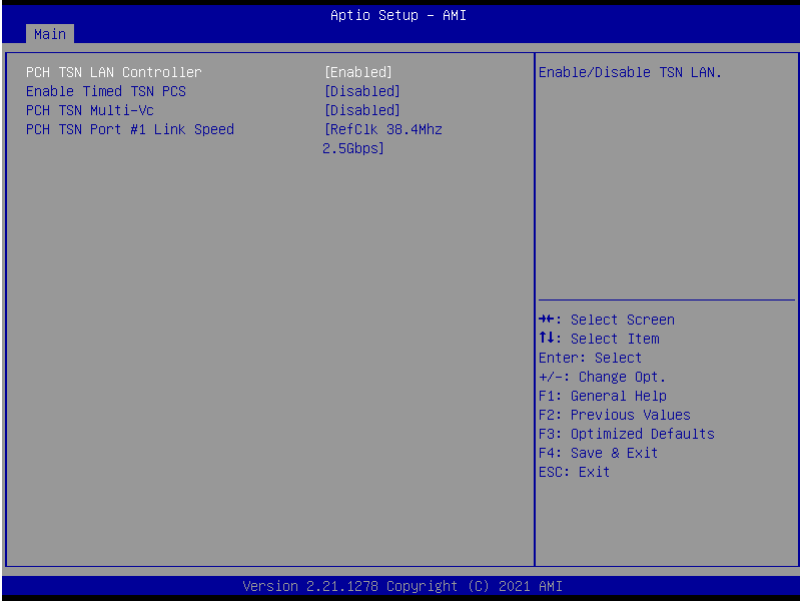 Aptio Setup – AMI
Main
PCH TSN LAN Controller [Enabled]
Enable Timed TSN PCS [Disabled]
PCH TSN Multi-Vc [Disabled]
PCH TSN Port #1 Link Speed [RefClk 38.4Mhz
2.5Gbps]
Enable/Disable TSN LAN.
→←: Select Screen
↑↓: Select Item
Enter: Select
+/-: Change Opt.
F1: General Help
F2: Previous Values
F3: Optimized Defaults
F4: Save & Exit
ESC: Exit
Version 2.21.1278 Copyright (C) 2021 AMI